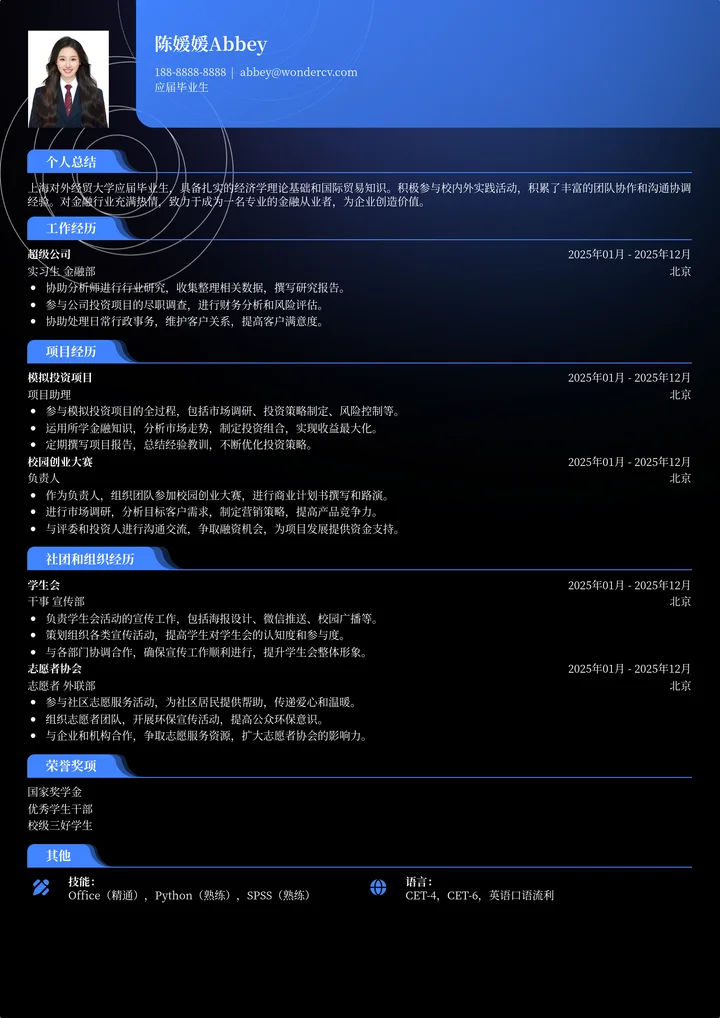 陈媛媛Abbey
188-8888-8888 | abbey@wondercv.com
应届毕业生
个人总结
上海对外经贸大学应届毕业生，具备扎实的经济学理论基础和国际贸易知识。积极参与校内外实践活动，积累了丰富的团队协作和沟通协调
经验。对金融行业充满热情，致力于成为一名专业的金融从业者，为企业创造价值。
工作经历
超级公司 2025年01月 - 2025年12月
实习生 金融部 北京
• 协助分析师进行行业研究，收集整理相关数据，撰写研究报告。
• 参与公司投资项目的尽职调查，进行财务分析和风险评估。
• 协助处理日常行政事务，维护客户关系，提高客户满意度。
项目经历
模拟投资项目 2025年01月 - 2025年12月
项目助理 北京
• 参与模拟投资项目的全过程，包括市场调研、投资策略制定、风险控制等。
• 运用所学金融知识，分析市场走势，制定投资组合，实现收益最大化。
• 定期撰写项目报告，总结经验教训，不断优化投资策略。
校园创业大赛 2025年01月 - 2025年12月
负责人 北京
• 作为负责人，组织团队参加校园创业大赛，进行商业计划书撰写和路演。
• 进行市场调研，分析目标客户需求，制定营销策略，提高产品竞争力。
• 与评委和投资人进行沟通交流，争取融资机会，为项目发展提供资金支持。
社团和组织经历
学生会 2025年01月 - 2025年12月
干事 宣传部 北京
• 负责学生会活动的宣传工作，包括海报设计、微信推送、校园广播等。
• 策划组织各类宣传活动，提高学生对学生会的认知度和参与度。
• 与各部门协调合作，确保宣传工作顺利进行，提升学生会整体形象。
志愿者协会 2025年01月 - 2025年12月
志愿者 外联部 北京
• 参与社区志愿服务活动，为社区居民提供帮助，传递爱心和温暖。
• 组织志愿者团队，开展环保宣传活动，提高公众环保意识。
• 与企业和机构合作，争取志愿服务资源，扩大志愿者协会的影响力。
荣誉奖项
国家奖学金
优秀学生干部
校级三好学生
其他
技能：
Office（精通），Python（熟练），SPSS（熟练）
语言：
CET-4，CET-6，英语口语流利